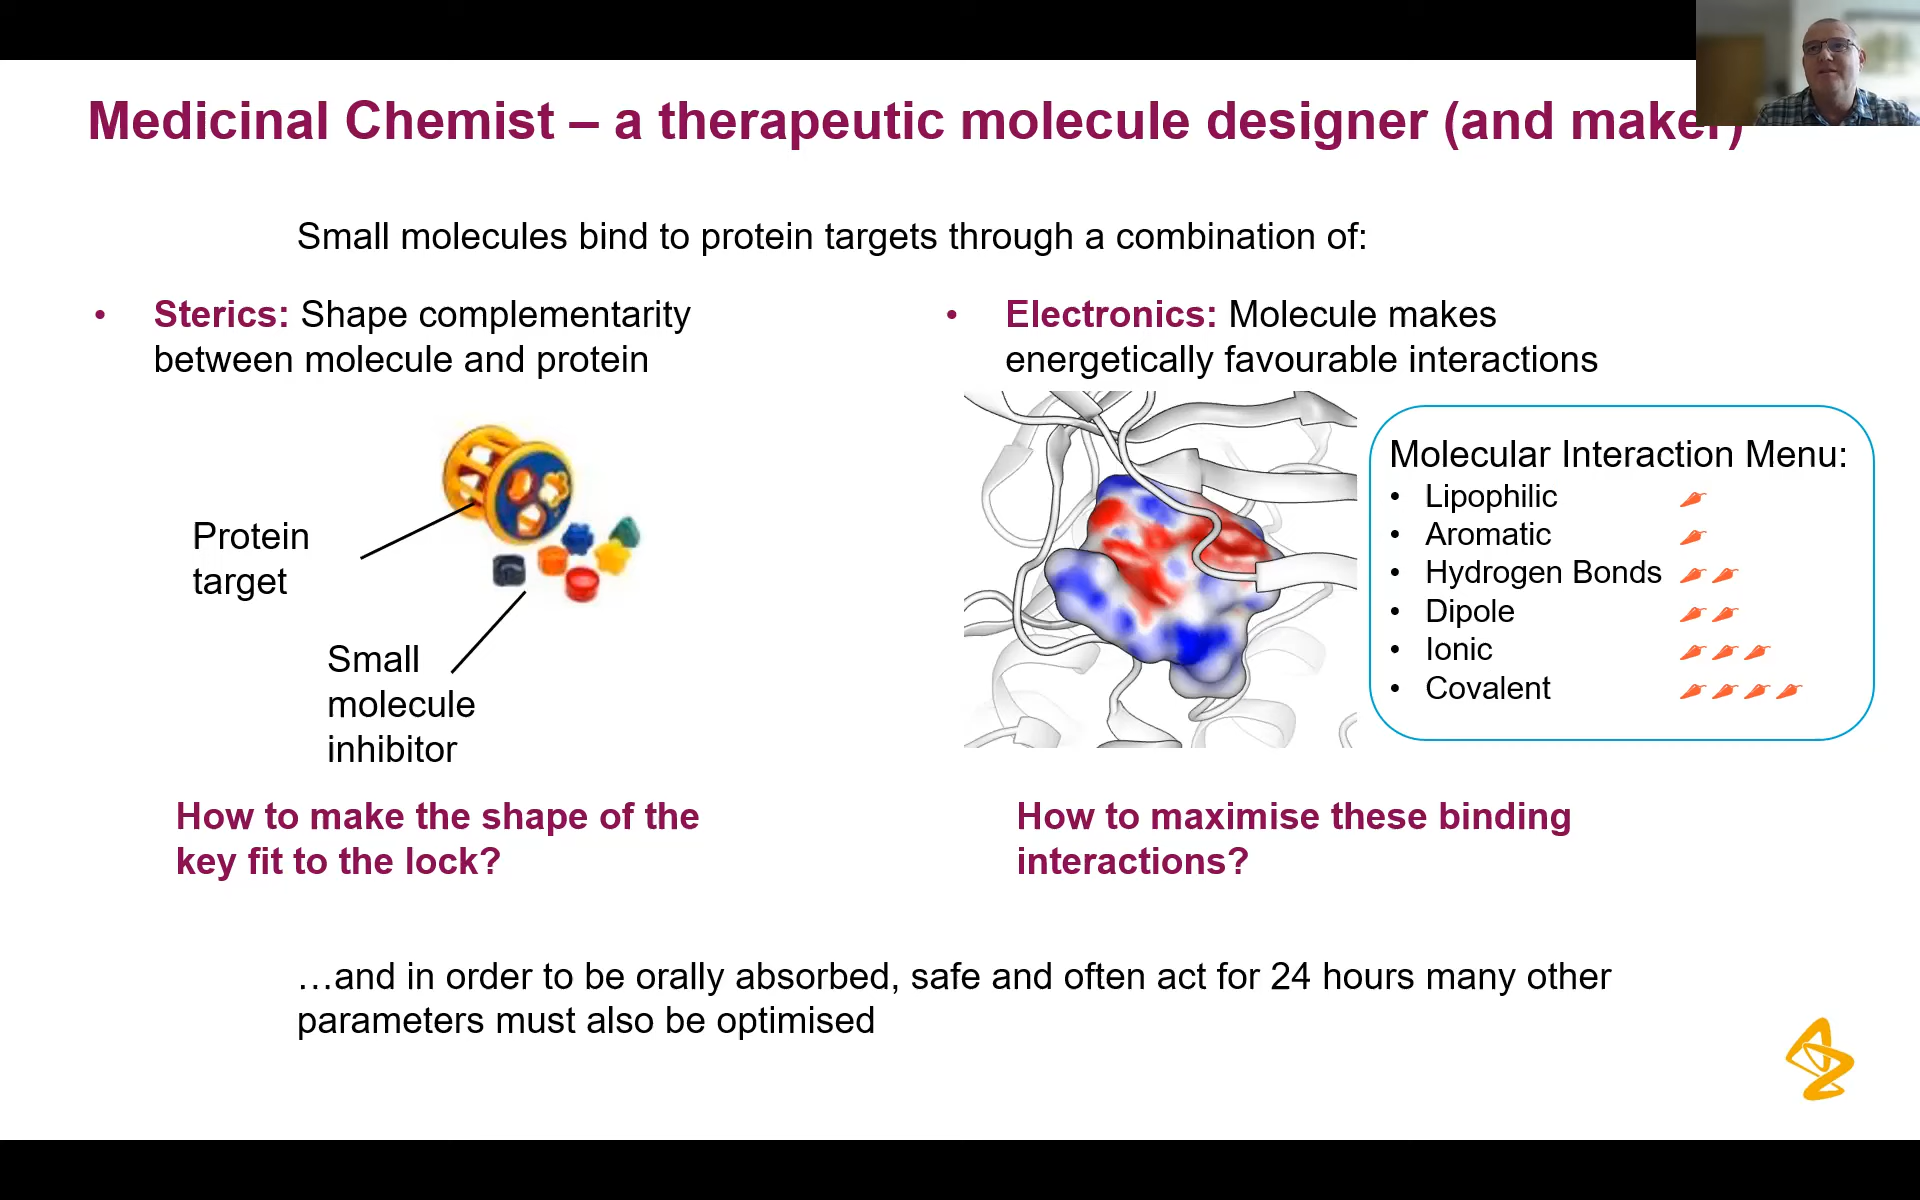 Medicinal Chemist – a therapeutic molecule designer (and maker)
Small molecules bind to protein targets through a combination of:
• Sterics: Shape complementarity
between molecule and protein
Protein
target
Small
molecule
inhibitor
How to make the shape of the
key fit to the lock?
• Electronics: Molecule makes
energetically favourable interactions
Molecular Interaction Menu:
• Lipophilic
• Aromatic
• Hydrogen Bonds
• Dipole
• Ionic
• Covalent
How to maximise these binding
interactions?
…and in order to be orally absorbed, safe and often act for 24 hours many other
parameters must also be optimised